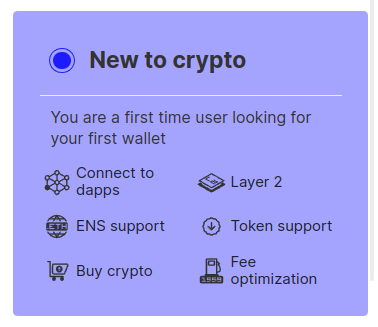 New to crypto
You are a first time user looking for
your first wallet
Connect to
dapps
Layer 2
ETH
ENS support
Token support
Buy crypto
Fee
optimization